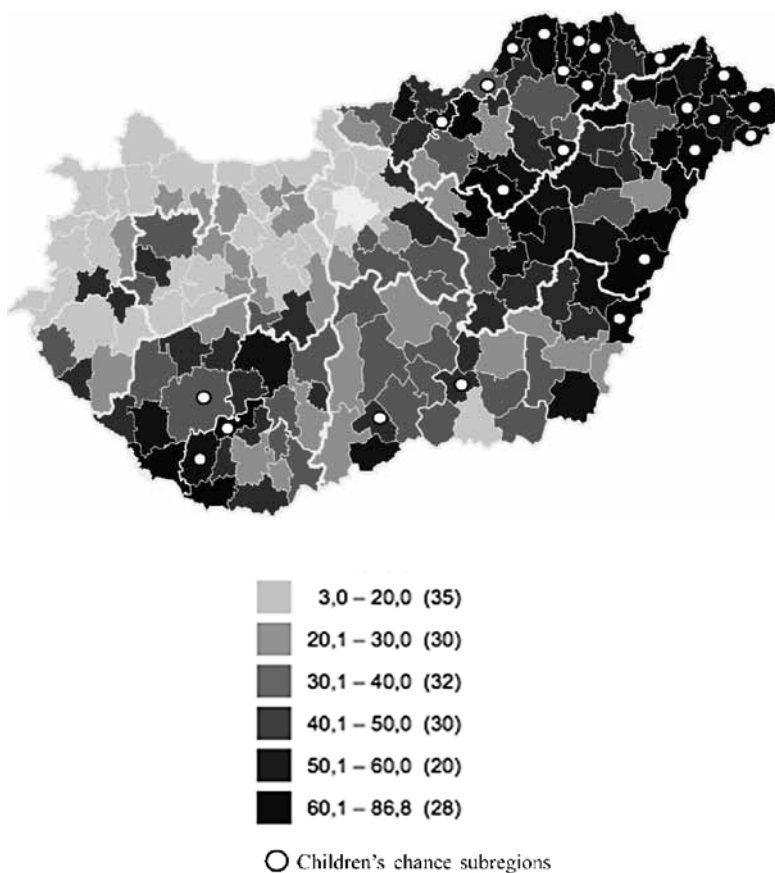 3,0 – 20,0 (35)
20,1 – 30,0 (30)
30,1 – 40,0 (32)
40,1 – 50,0 (30)
50,1 – 60,0 (20)
60,1 – 86,8 (28)
Children's chance subregions